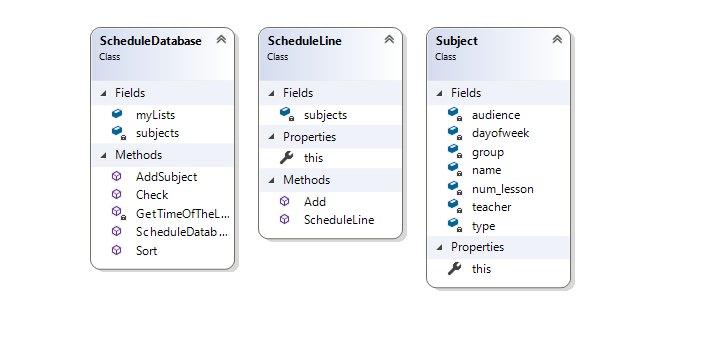 ScheduleDatabase
Class
Fields
myLists
subjects
Methods
AddSubject
Check
GetTimeOfTheL...
ScheduleDatab...
Sort
ScheduleLine
Class
Fields
subjects
Properties
this
Methods
Add
ScheduleLine
Subject
Class
Fields
audience
dayofweek
group
name
num_lesson
teacher
type
Properties
this